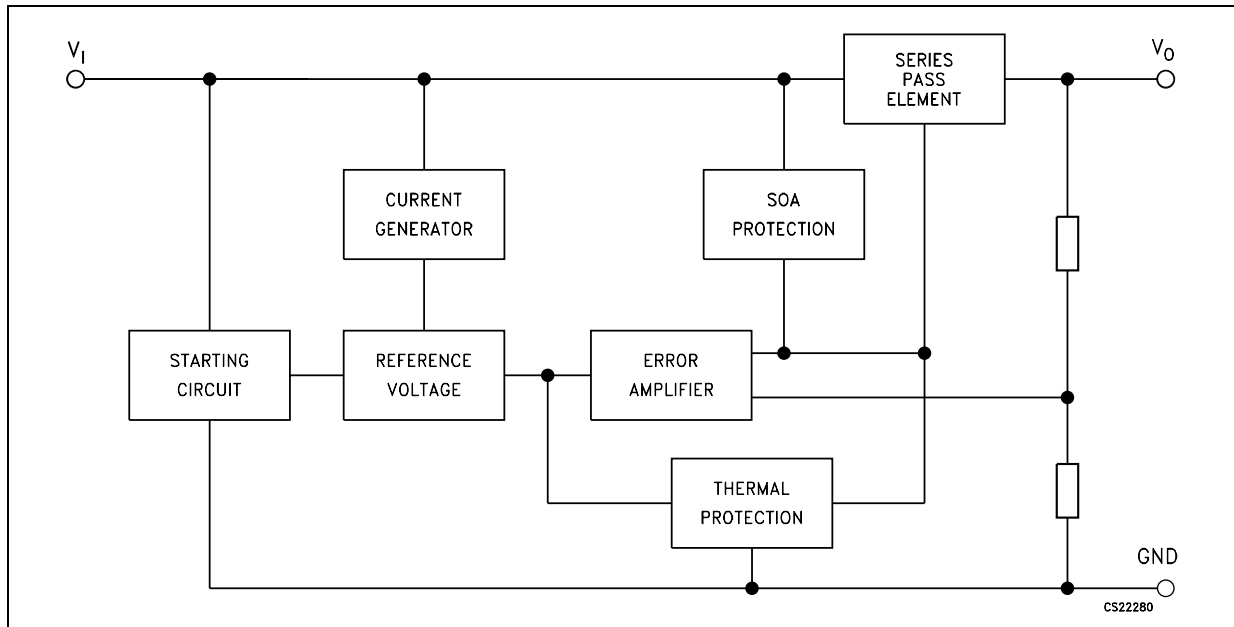 V_I
SERIES
PASS
ELEMENT
V_O
CURRENT
GENERATOR
SOA
PROTECTION
STARTING
CIRCUIT
REFERENCE
VOLTAGE
ERROR
AMPLIFIER
THERMAL
PROTECTION
GND
CS22280